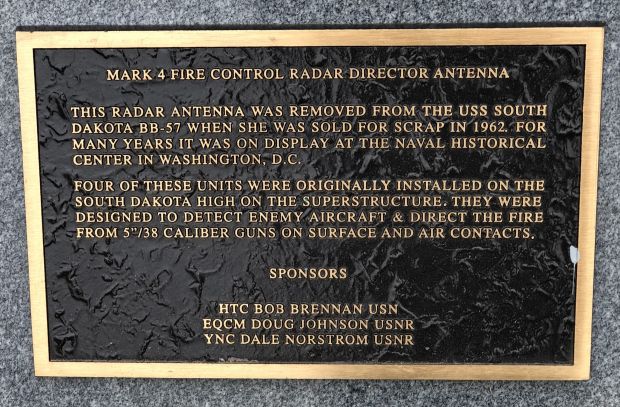 MARK 4 FIRE CONTROL RADAR DIRECTOR ANTENNA
THIS RADAR ANTENNA WAS REMOVED FROM THE USS SOUTH
DAKOTA BB-57 WHEN SHE WAS SOLD FOR SCRAP IN 1962. FOR
MANY YEARS IT WAS ON DISPLAY AT THE NAVAL HISTORICAL
CENTER IN WASHINGTON, D.C.
FOUR OF THESE UNITS WERE ORIGINALLY INSTALLED ON THE
SOUTH DAKOTA HIGH ON THE SUPERSTRUCTURE. THEY WERE
DESIGNED TO DETECT ENEMY AIRCRAFT & DIRECT THE FIRE
FROM 5"/38 CALIBER GUNS ON SURFACE AND AIR CONTACTS.
SPONSORS
HTC BOB BRENNAN USN
EQCM DOUG JOHNSON USNR
YNC DALE NORSTROM USNR